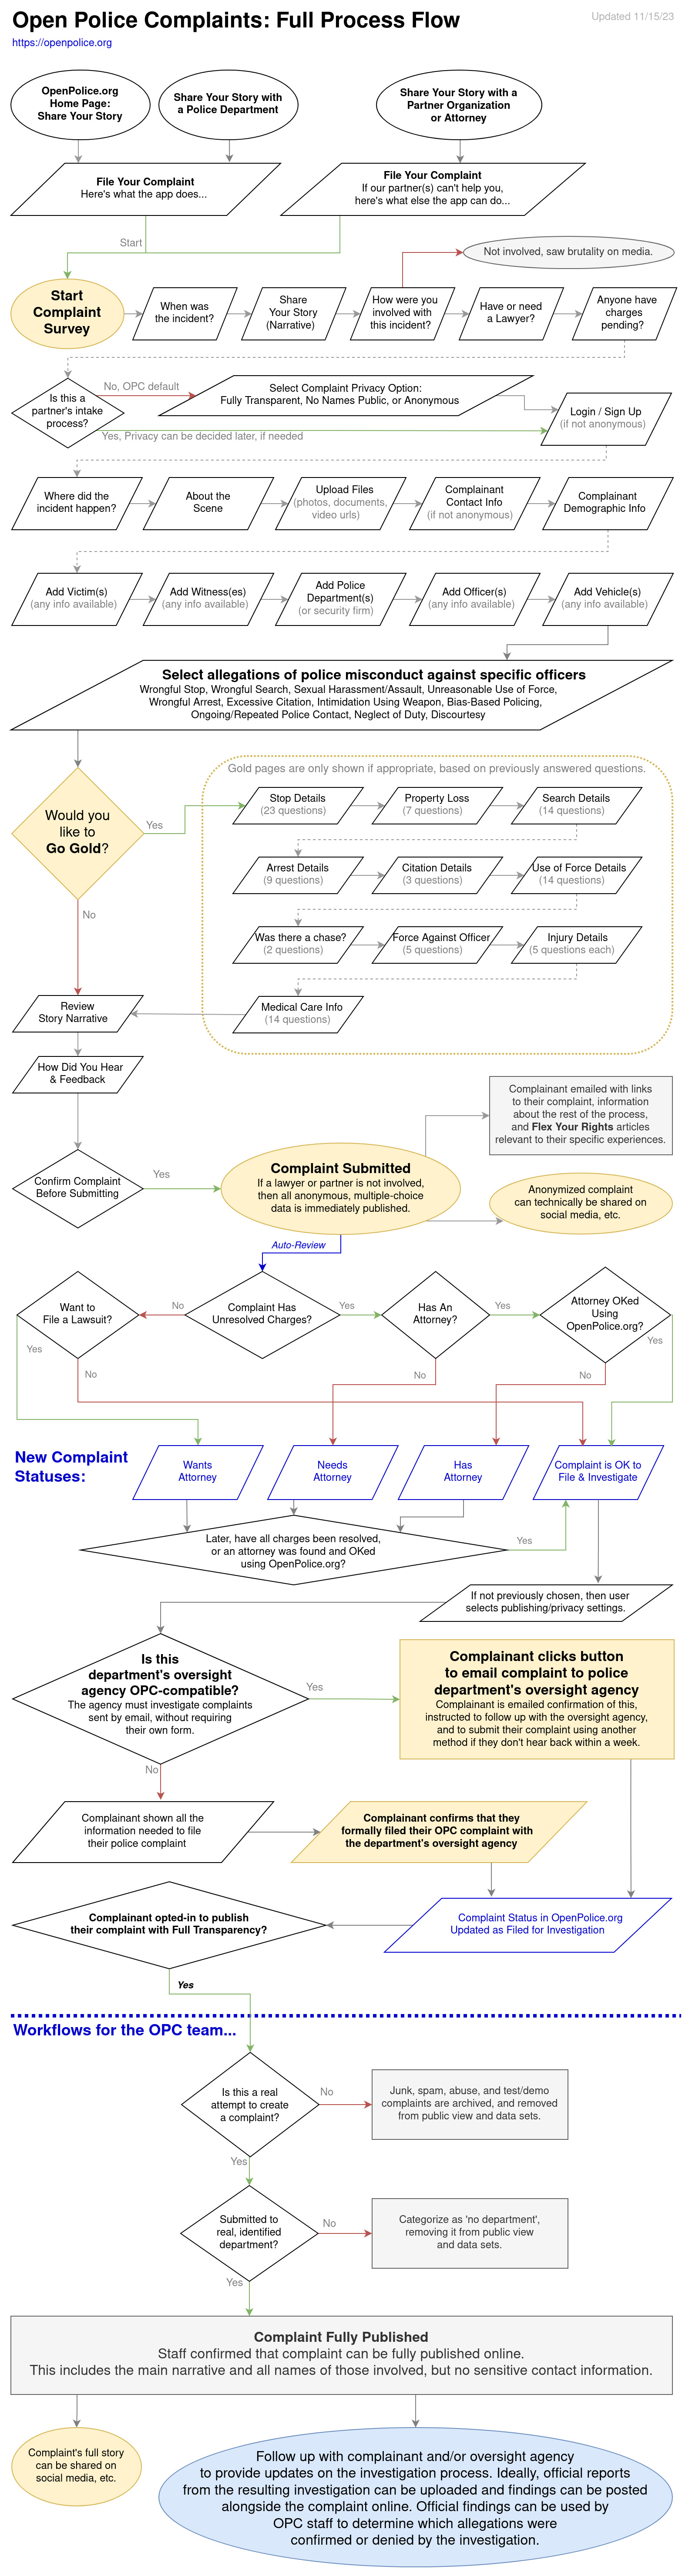 Open Police Complaints: Full Process Flow
Updated 11/15/23
https://openpolice.org
OpenPolice.org
Home Page:
Share Your Story
Share Your Story with
a Police Department
Share Your Story with a
Partner Organization
or Attorney
File Your Complaint
Here's what the app does...
File Your Complaint
If our partner(s) can't help you,
here's what else the app can do...
Start
Not involved, saw brutality on media.
Start
Complaint
Survey
When was
the incident?
Share
Your Story
(Narrative)
How were you
involved with
this incident?
Have or need
a Lawyer?
Anyone have
charges
pending?
Is this a
partner's intake
process?
No, OPC default
Select Complaint Privacy Option:
Fully Transparent, No Names Public, or Anonymous
Yes, Privacy can be decided later, if needed
Login / Sign Up
(if not anonymous)
Where did the
incident happen?
About the
Scene
Upload Files
(photos, documents,
video urls)
Complainant
Contact Info
(if not anonymous)
Complainant
Demographic Info
Add Victim(s)
(any info available)
Add Witness(es)
(any info available)
Add Police
Department(s)
(or security firm)
Add Officer(s)
(any info available)
Add Vehicle(s)
(any info available)
Select allegations of police misconduct against specific officers
Wrongful Stop, Wrongful Search, Sexual Harassment/Assault, Unreasonable Use of Force,
Wrongful Arrest, Excessive Citation, Intimidation Using Weapon, Bias-Based Policing,
Ongoing/Repeated Police Contact, Neglect of Duty, Discourtesy
Gold pages are only shown if appropriate, based on previously answered questions.
Would you
like to
Go Gold?
Yes
No
Stop Details
(23 questions)
Property Loss
(7 questions)
Search Details
(14 questions)
Arrest Details
(9 questions)
Citation Details
(3 questions)
Use of Force Details
(14 questions)
Was there a chase?
(2 questions)
Force Against Officer
(5 questions)
Injury Details
(5 questions each)
Medical Care Info
(14 questions)
Review
Story Narrative
How Did You Hear
& Feedback
Complainant emailed with links
to their complaint, information
about the rest of the process,
and Flex Your Rights articles
relevant to their specific experiences.
Confirm Complaint
Before Submitting
Yes
Complaint Submitted
If a lawyer or partner is not involved,
then all anonymous, multiple-choice
data is immediately published.
Anonymized complaint
can technically be shared on
social media, etc.
Auto-Review
Want to
File a Lawsuit?
No
Complaint Has
Unresolved Charges?
Yes
Has An
Attorney?
Yes
Attorney OKed
Using
OpenPolice.org?
Yes
Yes
No
No
No
New Complaint
Statuses:
Wants
Attorney
Needs
Attorney
Has
Attorney
Complaint is OK to
File & Investigate
Later, have all charges been resolved,
or an attorney was found and OKed
using OpenPolice.org?
Yes
If not previously chosen, then user
selects publishing/privacy settings.
Is this
department's oversight
agency OPC-compatible?
The agency must investigate complaints
sent by email, without requiring
their own form.
Yes
No
Complainant clicks button
to email complaint to police
department's oversight agency
Complainant is emailed confirmation of this,
instructed to follow up with the oversight agency,
and to submit their complaint using another
method if they don't hear back within a week.
Complainant shown all the
information needed to file
their police complaint
Complainant confirms that they
formally filed their OPC complaint with
the department's oversight agency
Complainant opted-in to publish
their complaint with Full Transparency?
Complaint Status in OpenPolice.org
Updated as Filed for Investigation
Yes
Workflows for the OPC team...
Is this a real
attempt to create
a complaint?
No
Junk, spam, abuse, and test/demo
complaints are archived, and removed
from public view and data sets.
Yes
Submitted to
real, identified
department?
No
Categorize as 'no department',
removing it from public view
and data sets.
Yes
Complaint Fully Published
Staff confirmed that complaint can be fully published online.
This includes the main narrative and all names of those involved, but no sensitive contact information.
Complaint's full story
can be shared on
social media, etc.
Follow up with complainant and/or oversight agency
to provide updates on the investigation process. Ideally, official reports
from the resulting investigation can be uploaded and findings can be posted
alongside the complaint online. Official findings can be used by
OPC staff to determine which allegations were
confirmed or denied by the investigation.